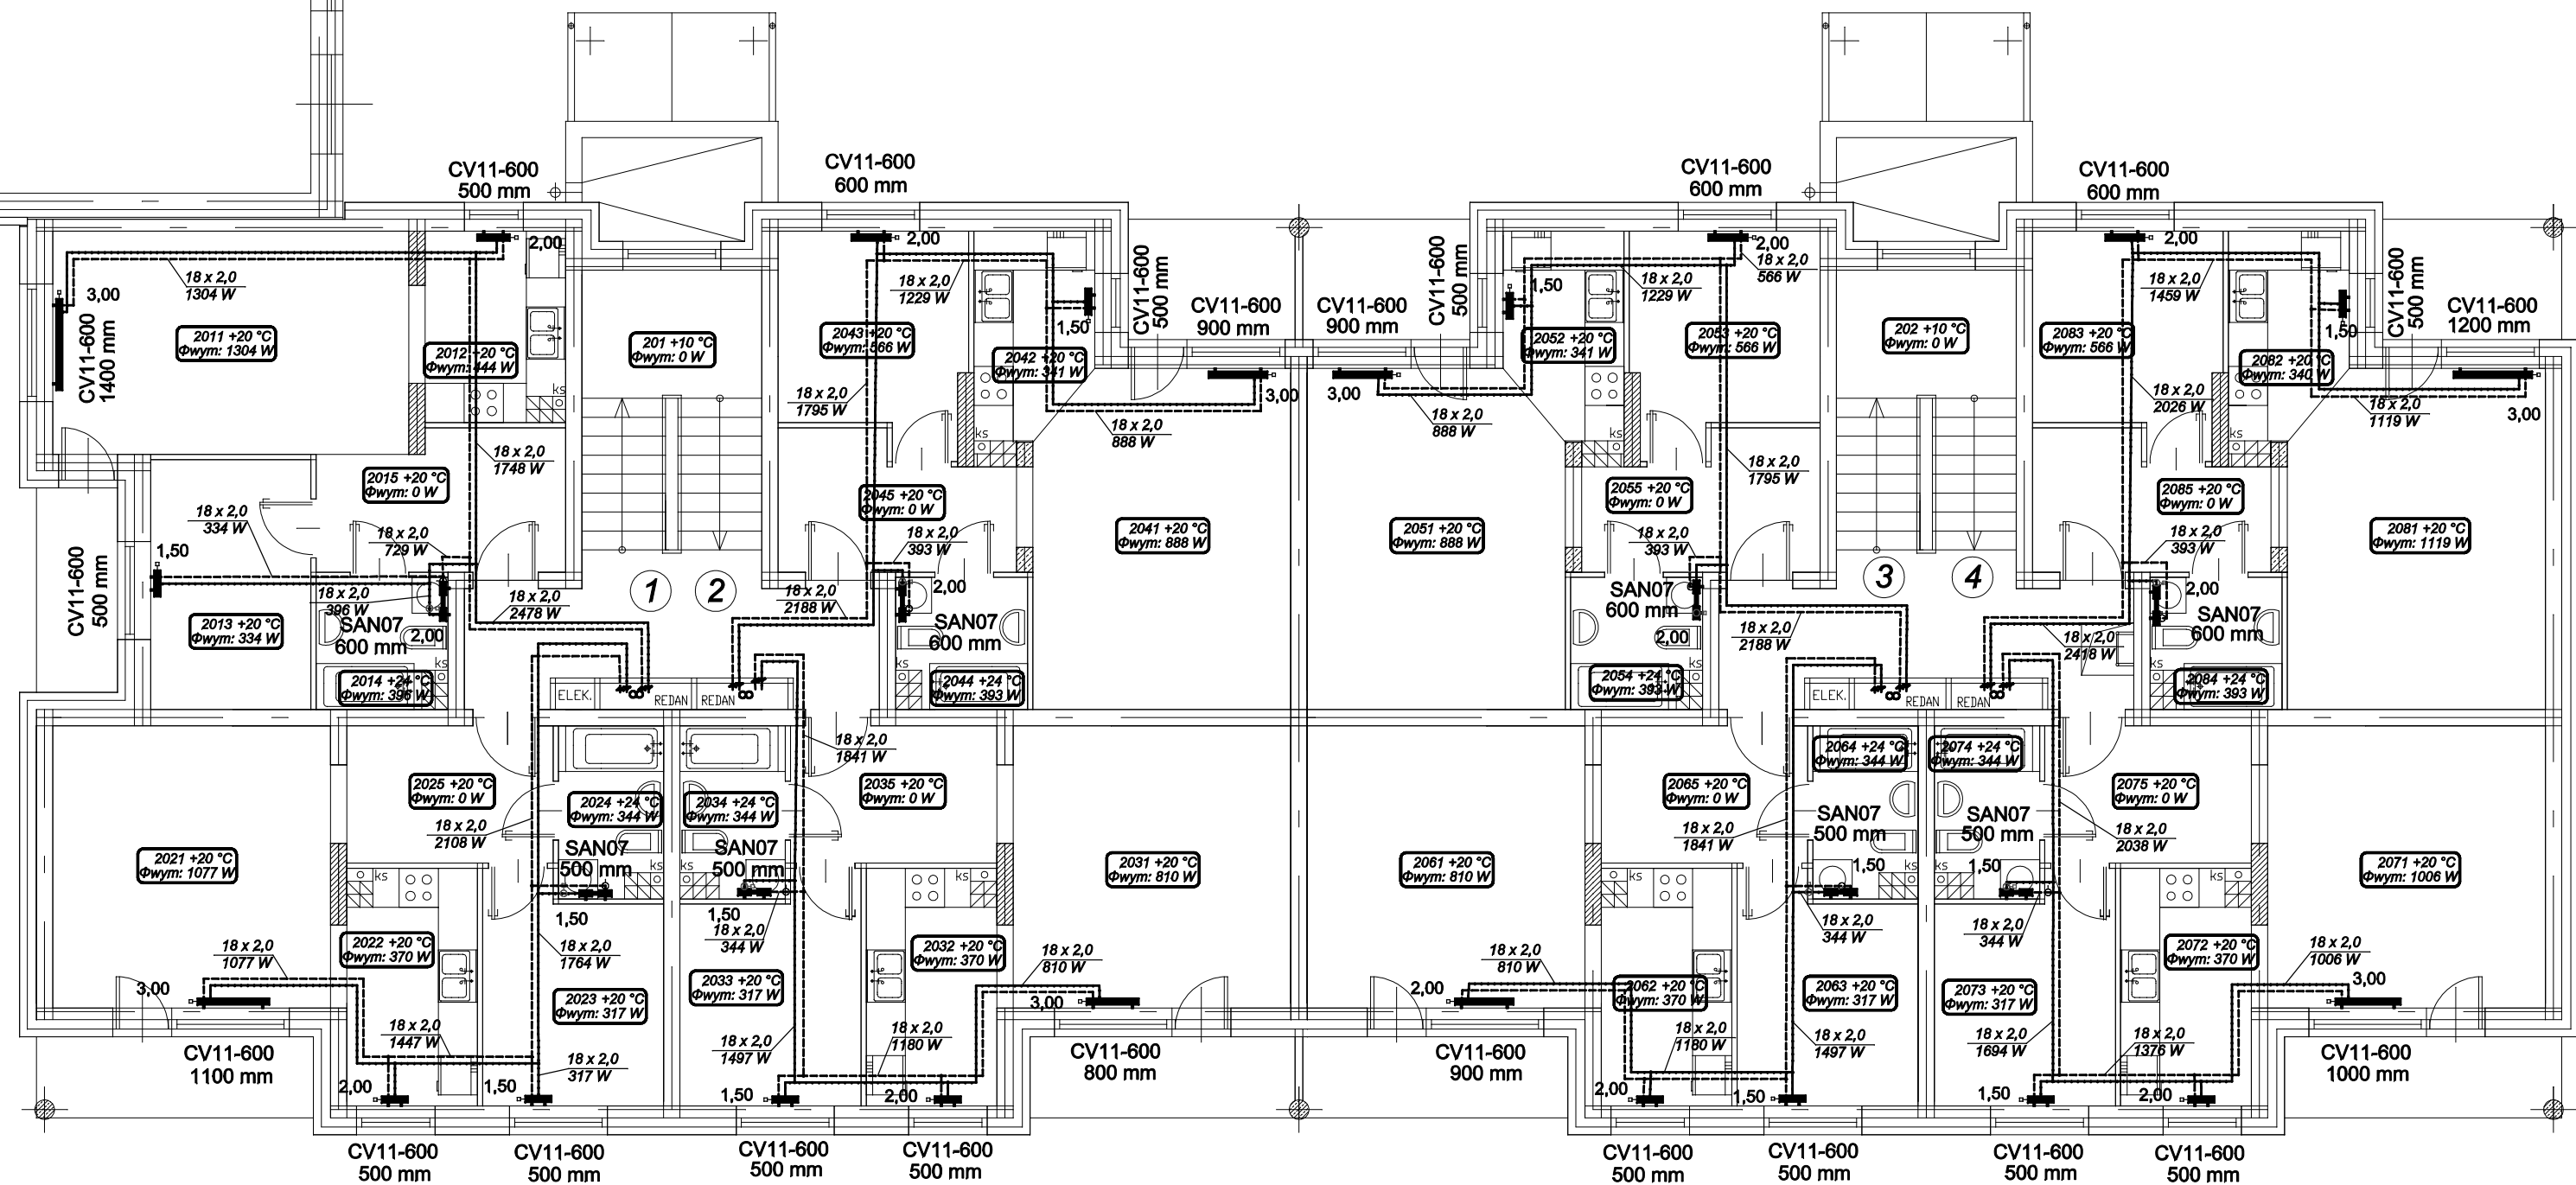 CV11-600
500 mm
CV11-600
600 mm
CV11-600
600 mm
CV11-600
600 mm
2,00
18 x 2,0
1304 W
3,00
CV11-600
1400 mm
2011 +20 °C
Φwym: 1304 W
2012 +20 °C
Φwym: 444 W
ks
18 x 2,0
1748 W
201 +10 °C
Φwym: 0 W
2,00
18 x 2,0
1229 W
2043 +20 °C
Φwym: 566 W
2042 +20 °C
Φwym: 341 W
1,50
CV11-600
500 mm
CV11-600
900 mm
3,00
18 x 2,0
1795 W
18 x 2,0
888 W
ks
CV11-600
900 mm
3,00
CV11-600
500 mm
1,50
2,00
18 x 2,0
566 W
18 x 2,0
1229 W
2052 +20 °C
Φwym: 341 W
2053 +20 °C
Φwym: 566 W
18 x 2,0
888 W
ks
18 x 2,0
1795 W
202 +10 °C
Φwym: 0 W
2,00
18 x 2,0
1459 W
2083 +20 °C
Φwym: 566 W
2082 +20 °C
Φwym: 340 W
1,50
CV11-600
500 mm
CV11-600
1200 mm
18 x 2,0
2026 W
18 x 2,0
1119 W
3,00
ks
2015 +20 °C
Φwym: 0 W
18 x 2,0
334 W
1,50
CV11-600
500 mm
18 x 2,0
729 W
18 x 2,0
396 W
2013 +20 °C
Φwym: 334 W
SAN07
600 mm
2,00
ks
2014 +24 °C
Φwym: 396 W
18 x 2,0
2478 W
1
2
18 x 2,0
2188 W
2045 +20 °C
Φwym: 0 W
18 x 2,0
393 W
2,00
SAN07
600 mm
ks
2044 +24 °C
Φwym: 393 W
2041 +20 °C
Φwym: 888 W
2051 +20 °C
Φwym: 888 W
2055 +20 °C
Φwym: 0 W
18 x 2,0
393 W
SAN07
600 mm
2,00
ks
2054 +24 °C
Φwym: 393 W
18 x 2,0
2188 W
3
4
18 x 2,0
2418 W
2085 +20 °C
Φwym: 0 W
18 x 2,0
393 W
2,00
SAN07
600 mm
ks
2084 +24 °C
Φwym: 393 W
2081 +20 °C
Φwym: 1119 W
ELEK.
REDAN
REDAN
ELEK.
REDAN
REDAN
2025 +20 °C
Φwym: 0 W
18 x 2,0
2108 W
2024 +24 °C
Φwym: 344 W
2034 +24 °C
Φwym: 344 W
18 x 2,0
1841 W
2035 +20 °C
Φwym: 0 W
SAN07
500 mm
ks
SAN07
500 mm
ks
1,50
1,50
18 x 2,0
344 W
2021 +20 °C
Φwym: 1077 W
ks
2022 +20 °C
Φwym: 370 W
18 x 2,0
1077 W
3,00
18 x 2,0
1764 W
2023 +20 °C
Φwym: 317 W
2033 +20 °C
Φwym: 317 W
ks
2032 +20 °C
Φwym: 370 W
18 x 2,0
810 W
3,00
2031 +20 °C
Φwym: 810 W
18 x 2,0
1447 W
18 x 2,0
317 W
18 x 2,0
1497 W
18 x 2,0
1180 W
2,00
1,50
1,50
2,00
CV11-600
1100 mm
CV11-600
500 mm
CV11-600
500 mm
CV11-600
500 mm
CV11-600
500 mm
CV11-600
800 mm
2061 +20 °C
Φwym: 810 W
2065 +20 °C
Φwym: 0 W
18 x 2,0
1841 W
2064 +24 °C
Φwym: 344 W
2074 +24 °C
Φwym: 344 W
2075 +20 °C
Φwym: 0 W
18 x 2,0
2038 W
SAN07
500 mm
1,50
ks
SAN07
500 mm
1,50
ks
18 x 2,0
344 W
18 x 2,0
344 W
ks
18 x 2,0
810 W
2,00
2062 +20 °C
Φwym: 370 W
2063 +20 °C
Φwym: 317 W
2073 +20 °C
Φwym: 317 W
ks
2072 +20 °C
Φwym: 370 W
2071 +20 °C
Φwym: 1006 W
18 x 2,0
1006 W
3,00
18 x 2,0
1180 W
18 x 2,0
1497 W
18 x 2,0
1694 W
18 x 2,0
1376 W
2,00
1,50
1,50
2,00
CV11-600
900 mm
CV11-600
500 mm
CV11-600
500 mm
CV11-600
500 mm
CV11-600
500 mm
CV11-600
1000 mm